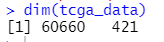 > dim(tcga_data)
[1] 60660   421